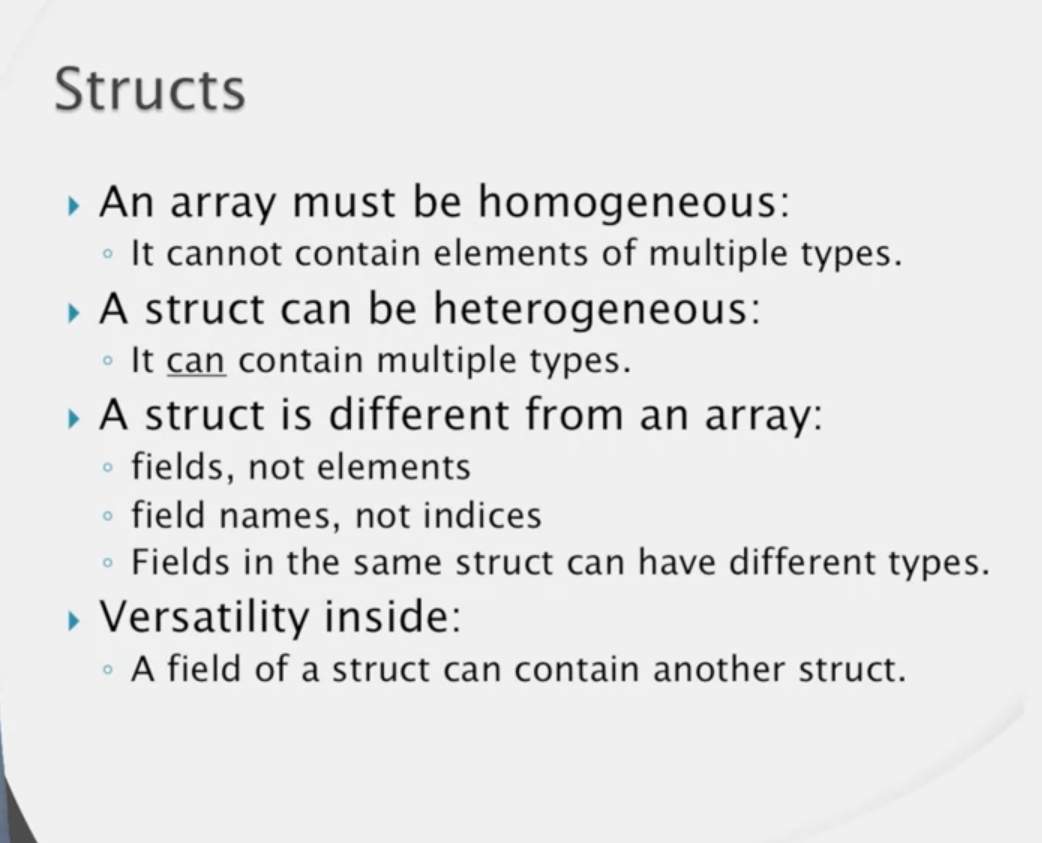 Structs
An array must be homogeneous:
It cannot contain elements of multiple types.
A struct can be heterogeneous:
It can contain multiple types.
A struct is different from an array:
fields, not elements
field names, not indices
Fields in the same struct can have different types.
Versatility inside:
A field of a struct can contain another struct.